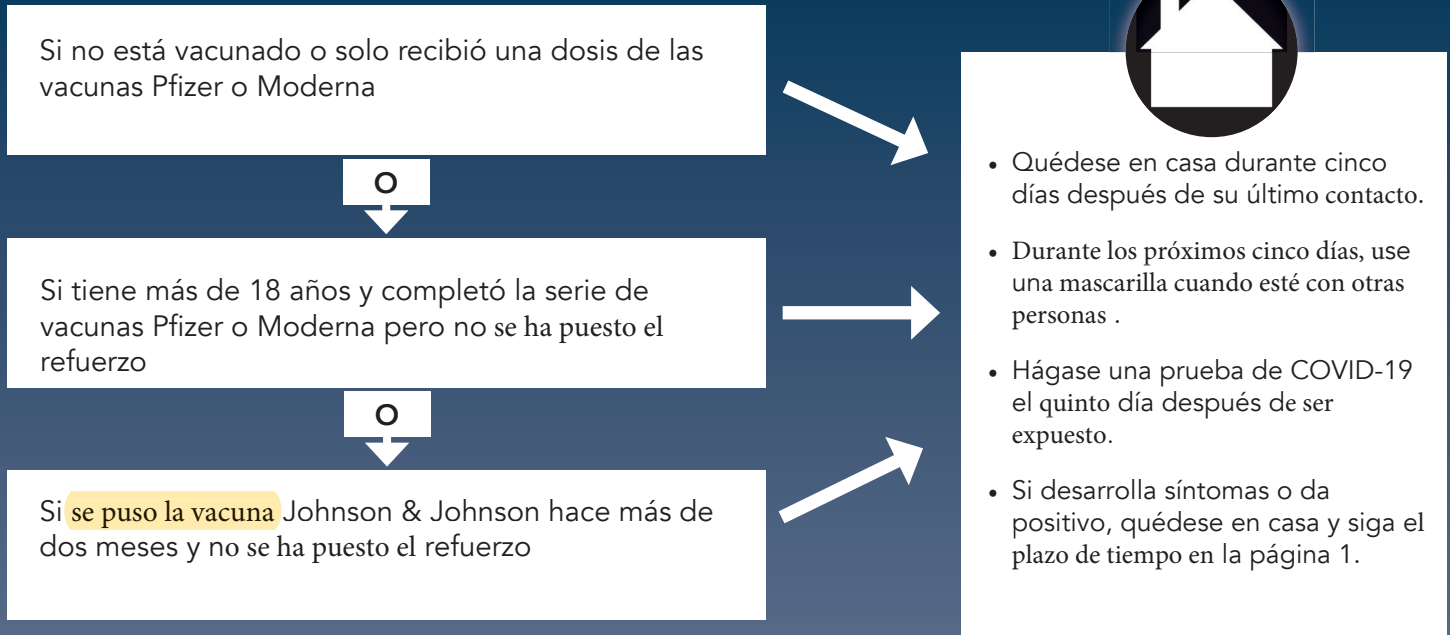 Si no está vacunado o solo recibió una dosis de las
vacunas Pfizer o Moderna
O
Si tiene más de 18 años y completó la serie de
vacunas Pfizer o Moderna pero no se ha puesto el
refuerzo
O
Si se puso la vacuna Johnson & Johnson hace más de
dos meses y no se ha puesto el refuerzo
• Quédese en casa durante cinco
días después de su último contacto.
• Durante los próximos cinco días, use
una mascarilla cuando esté con otras
personas .
• Hágase una prueba de COVID-19
el quinto día después de ser
expuesto.
• Si desarrolla síntomas o da
positivo, quédese en casa y siga el
plazo de tiempo en la página 1.